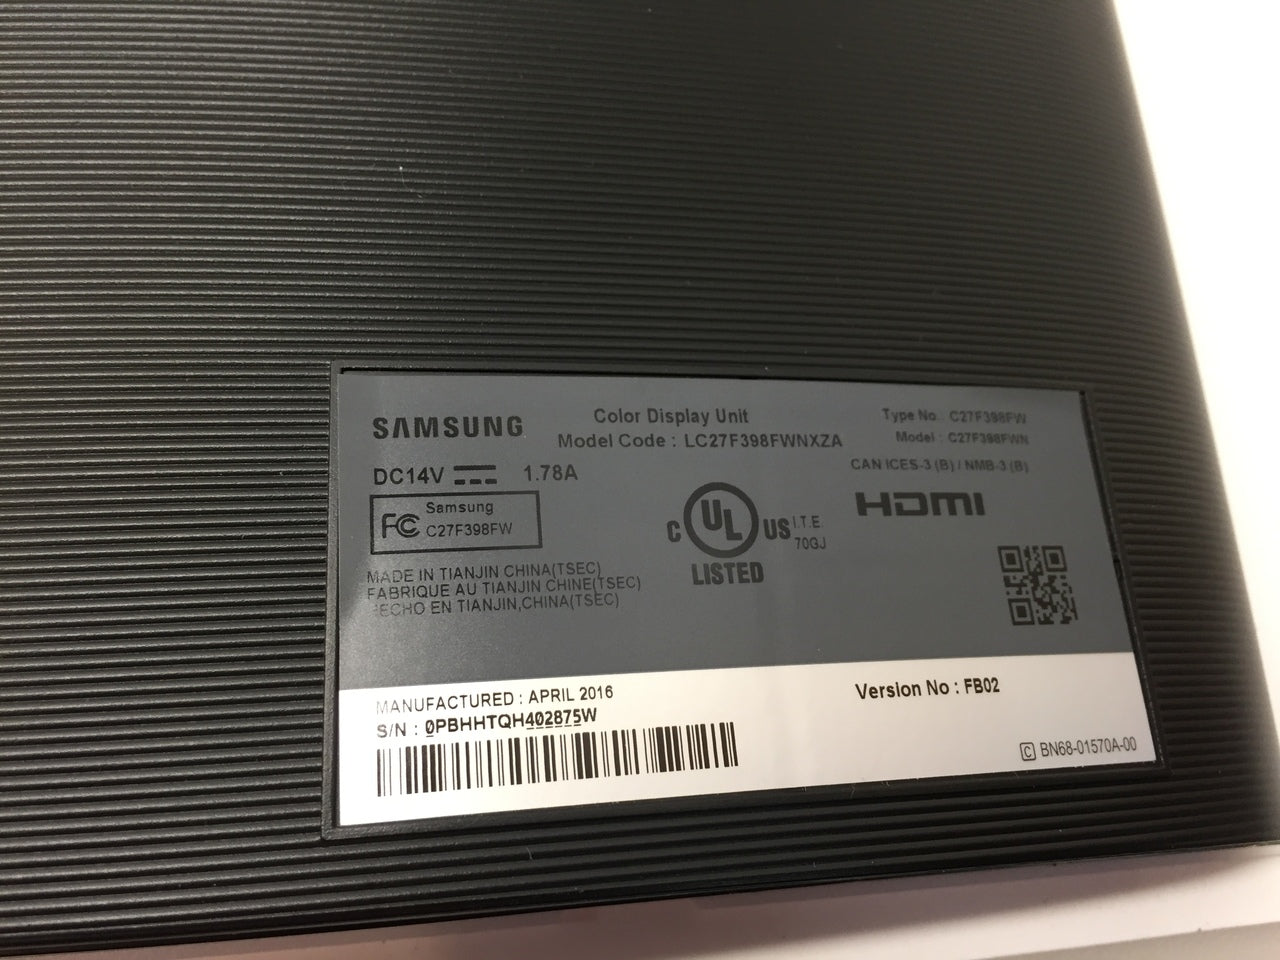 SAMSUNG
Color Display Unit
Model Code : LC27F398FWNXZA
Type No. : C27F398FW
Model : C27F398FWN
DC14V 1.78A
CAN ICES-3 (B) / NMB-3 (B)
FC Samsung
C27F398FW
C UL US I.T.E.
70GJ
LISTED
HDMI
MADE IN TIANJIN CHINA(TSEC)
FABRIQUE AU TIANJIN CHINE(TSEC)
HECHO EN TIANJIN,CHINA(TSEC)
MANUFACTURED : APRIL 2016
S/N : 0PBHHTQH402875W
Version No : FB02
C BN68-01570A-00